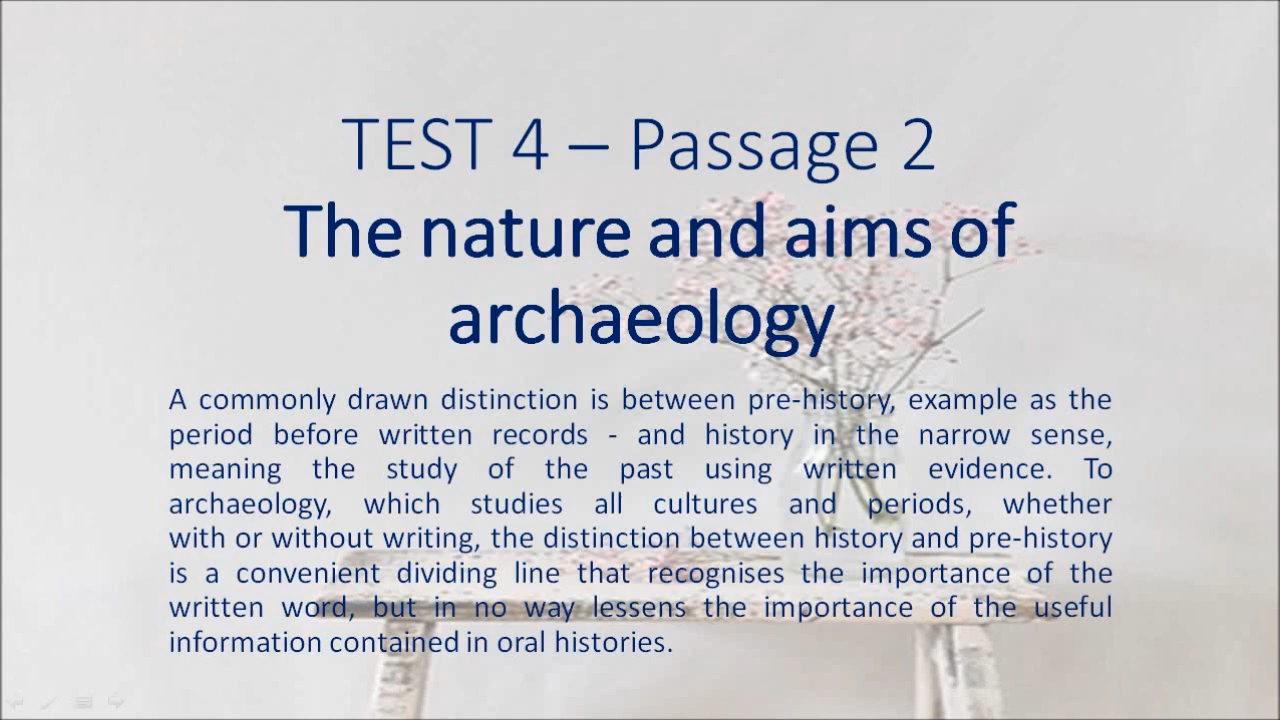 TEST 4 – Passage 2
The nature and aims of
archaeology
A commonly drawn distinction is between pre-history, example as the
period before written records - and history in the narrow sense,
meaning the study of the past using written evidence. To
archaeology, which studies all cultures and periods, whether
with or without writing, the distinction between history and pre-history
is a convenient dividing line that recognises the importance of the
written word, but in no way lessens the importance of the useful
information contained in oral histories.